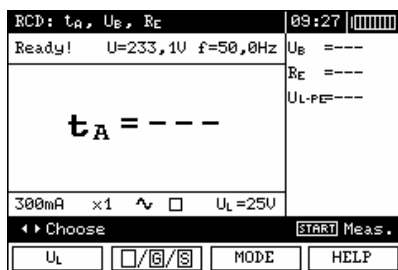 RCD: tA, UB, RE 09:27
Ready! U=233,1V f=50,0Hz
UB =---
RE =---
UL-PE=---
tA =---
300mA ×1 ∿ □ UL=25V
◂▸ Choose START Meas.
UL □/G/S MODE HELP